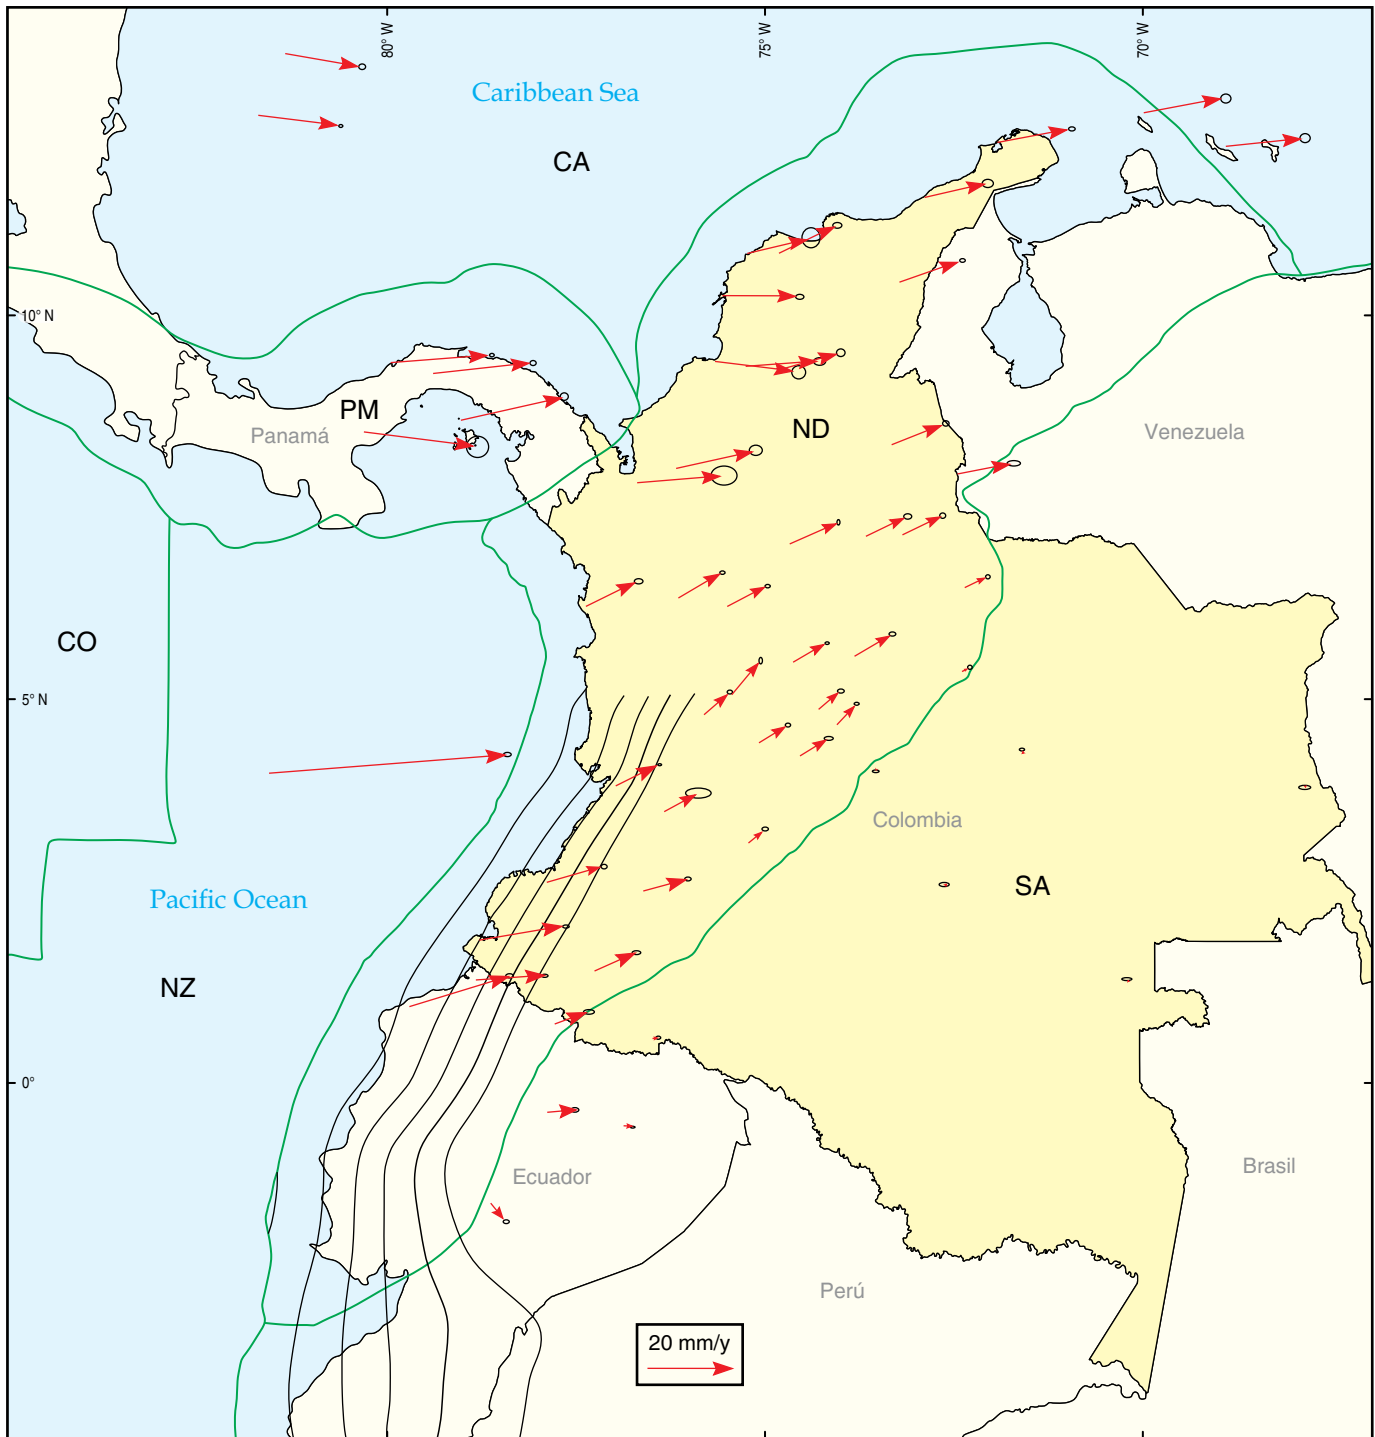 80° W
75° W
70° W
Caribbean Sea
CA
10° N
PM
Panamá
ND
Venezuela
CO
5° N
Colombia
SA
Pacific Ocean
NZ
0°
Ecuador
Brasil
Perú
20 mm/y